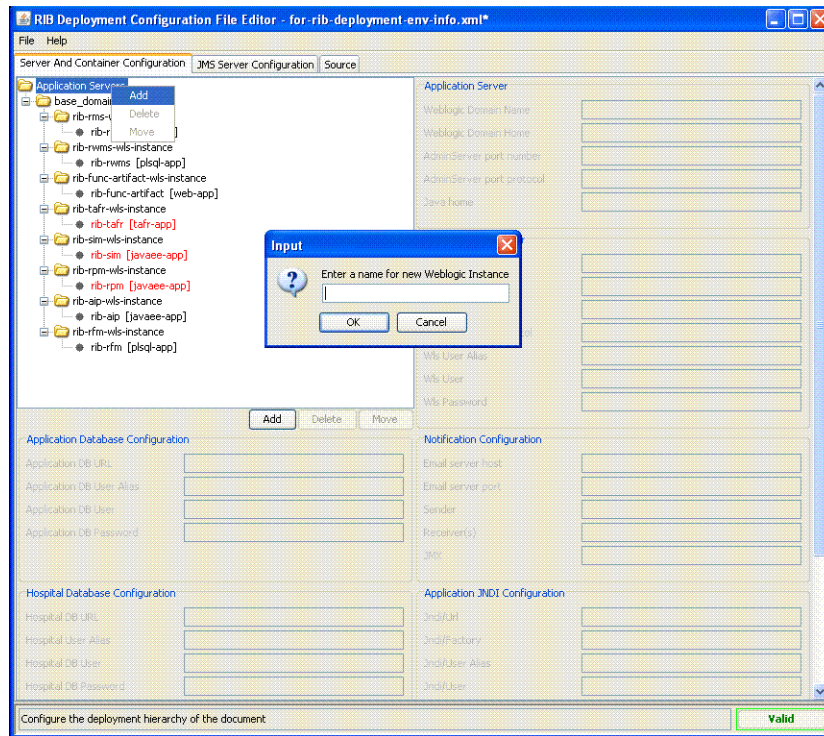 RIB Deployment Configuration File Editor - for-rib-deployment-env-info.xml*
File Help
Server And Container Configuration JMS Server Configuration Source
Application Servers
Add
Delete
Move
base_domain
rib-rms-
rib-r
]
rib-rwms-wls-instance
rib-rwms [plsql-app]
rib-func-artifact-wls-instance
rib-func-artifact [web-app]
rib-tafr-wls-instance
rib-tafr [tafr-app]
rib-sim-wls-instance
rib-sim [javaee-app]
rib-rpm-wls-instance
rib-rpm [javaee-app]
rib-aip-wls-instance
rib-aip [javaee-app]
rib-rfm-wls-instance
rib-rfm [plsql-app]
Add Delete Move
Application Server
Weblogic Domain Name
Weblogic Domain Home
AdminServer port number
AdminServer port protocol
Java home
Input
Enter a name for new Weblogic Instance
OK Cancel
Wls User Alias
Wls User
Wls Password
Application Database Configuration
Application DB URL
Application DB User Alias
Application DB User
Application DB Password
Notification Configuration
Email server host
Email server port
Sender
Receiver(s)
JMX
Hospital Database Configuration
Hospital DB URL
Hospital User Alias
Hospital DB User
Hospital DB Password
Application JNDI Configuration
Jndi/Url
Jndi/Factory
Jndi/User Alias
Jndi/User
Configure the deployment hierarchy of the document
Valid